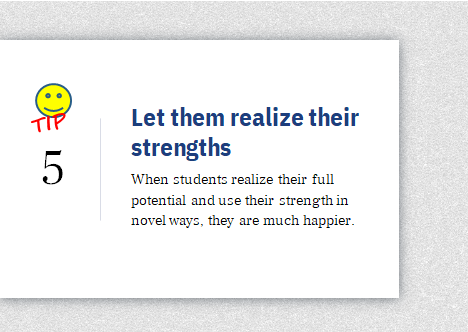 TIP
5
Let them realize their
strengths
When students realize their full
potential and use their strength in
novel ways, they are much happier.